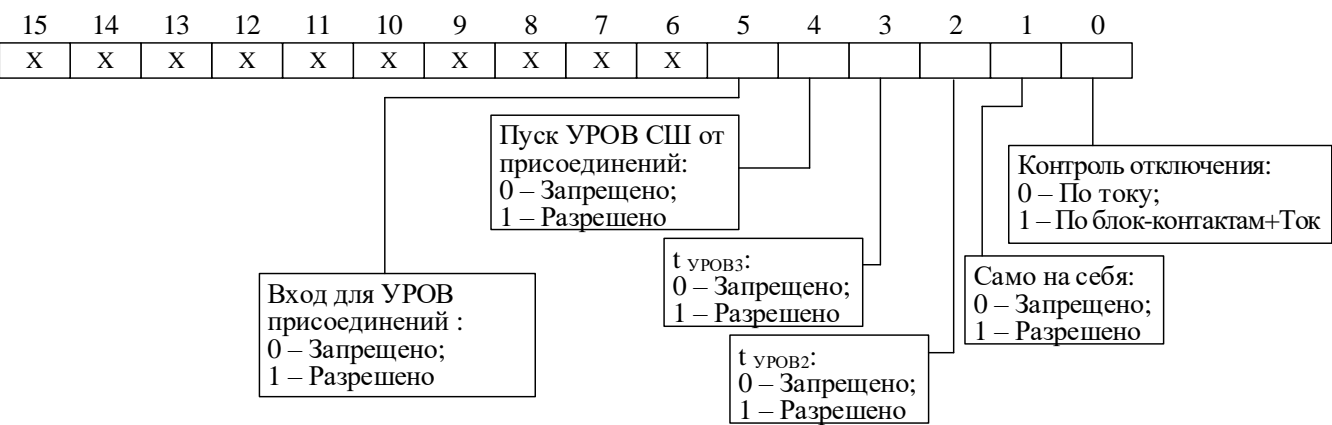 15 14 13 12 11 10 9 8 7 6 5 4 3 2 1 0
X X X X X X X X X X
Пуск УРОВ СШ от
присоединений:
0 – Запрещено;
1 – Разрешено
Контроль отключения:
0 – По току;
1 – По блок-контактам+Ток
t УРОВ3:
0 – Запрещено;
1 – Разрешено
Само на себя:
0 – Запрещено;
1 – Разрешено
Вход для УРОВ
присоединений :
0 – Запрещено;
1 – Разрешено
t УРОВ2:
0 – Запрещено;
1 – Разрешено